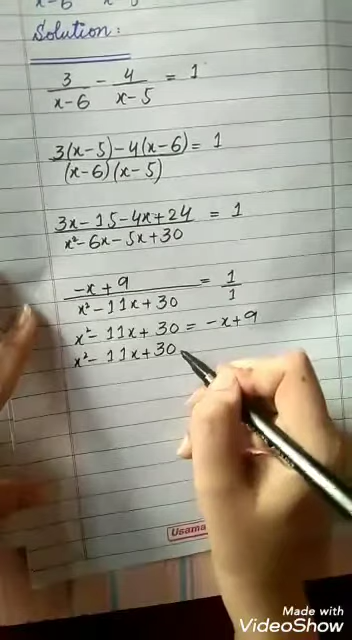 Solution:
3/(x-6) - 4/(x-5) = 1
3(x-5)-4(x-6)/(x-6)(x-5) = 1
3x-15-4x+24/x²-6x-5x+30 = 1
-x+9/x²-11x+30 = 1/1
x²-11x+30 = -x+9
x²-11x+30
Usama
Made with
VideoShow